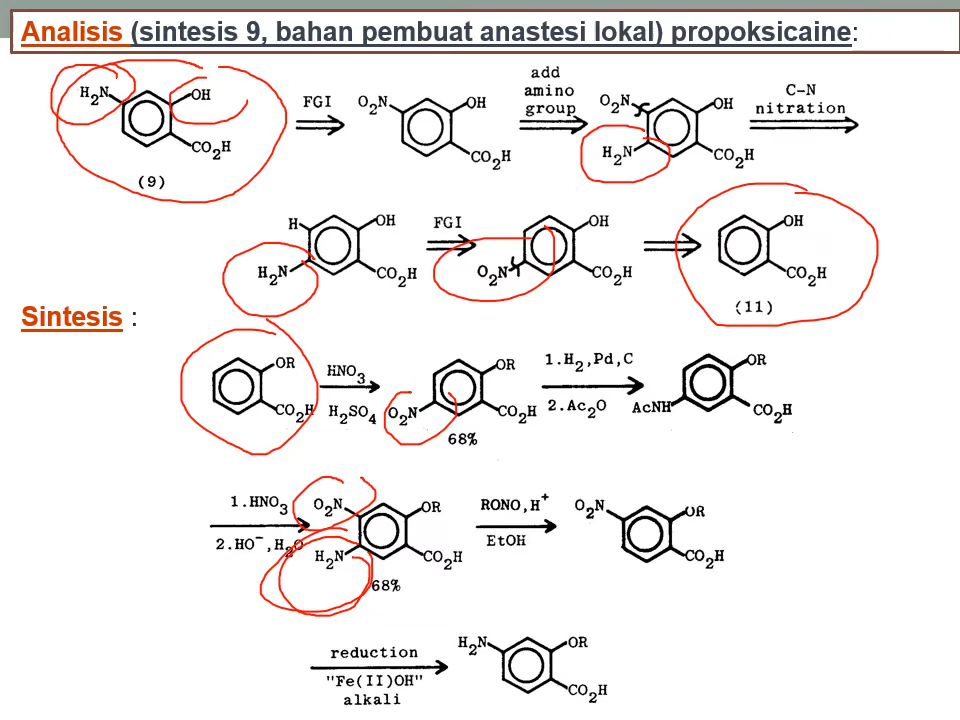 Analisis (sintesis 9, bahan pembuat anastesi lokal) propoksicaine:
H₂N OH CO₂H (9)
FGI
O₂N OH CO₂H
add amino group
O₂N H₂N OH CO₂H
C-N nitration
H H₂N OH CO₂H
FGI
O₂N OH CO₂H
OH CO₂H (11)
Sintesis :
OR CO₂H
HNO₃ H₂SO₄
O₂N OR CO₂H 68%
1.H₂,Pd,C
2.Ac₂O
AcNH OR CO₂H
1.HNO₃
2.HO⁻,H₂O
O₂N H₂N OR CO₂H 68%
RONO,H⁺
EtOH
O₂N OR CO₂H
reduction
"Fe(II)OH"
alkali
H₂N OR CO₂H